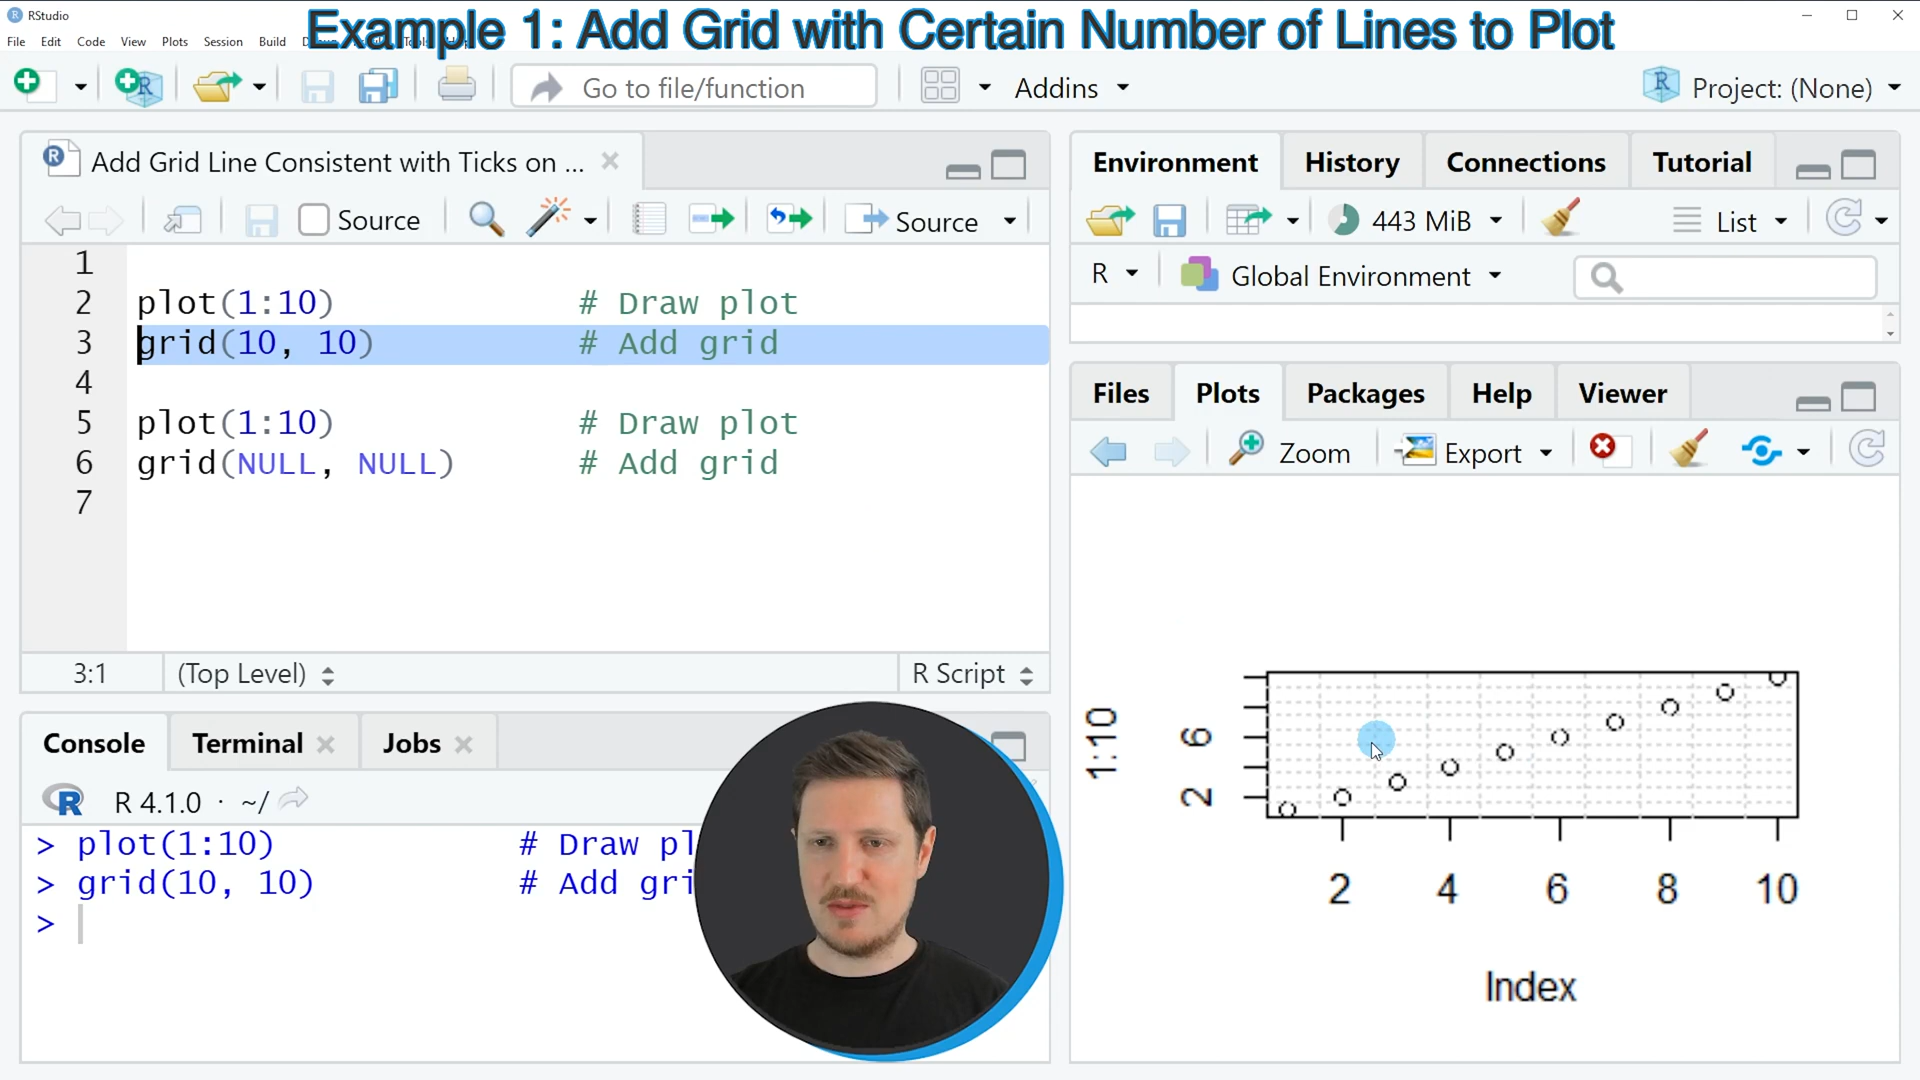 RStudio
Example 1: Add Grid with Certain Number of Lines to Plot
File Edit Code View Plots Session Build
Go to file/function Addins Project: (None)
Add Grid Line Consistent with Ticks on ...
Source Source
1
2 plot(1:10) # Draw plot
3 grid(10, 10) # Add grid
4
5 plot(1:10) # Draw plot
6 grid(NULL, NULL) # Add grid
7
3:1 (Top Level) R Script
Console Terminal Jobs
R 4.1.0 · ~/
> plot(1:10) # Draw pl
> grid(10, 10) # Add gri
>
Environment History Connections Tutorial
443 MiB List
R Global Environment
Files Plots Packages Help Viewer
Zoom Export
1:10
6
2
2 4 6 8 10
Index